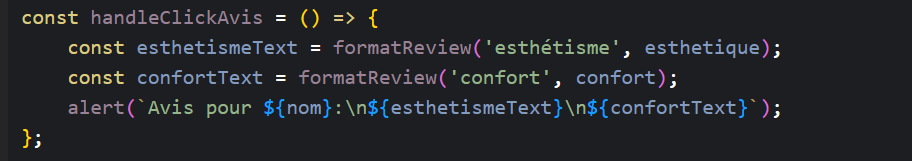 const handleClickAvis = () => {
    const esthetismeText = formatReview('esthétisme', esthetique);
    const confortText = formatReview('confort', confort);
    alert(`Avis pour ${nom}:\n${esthetismeText}\n${confortText}`);
};